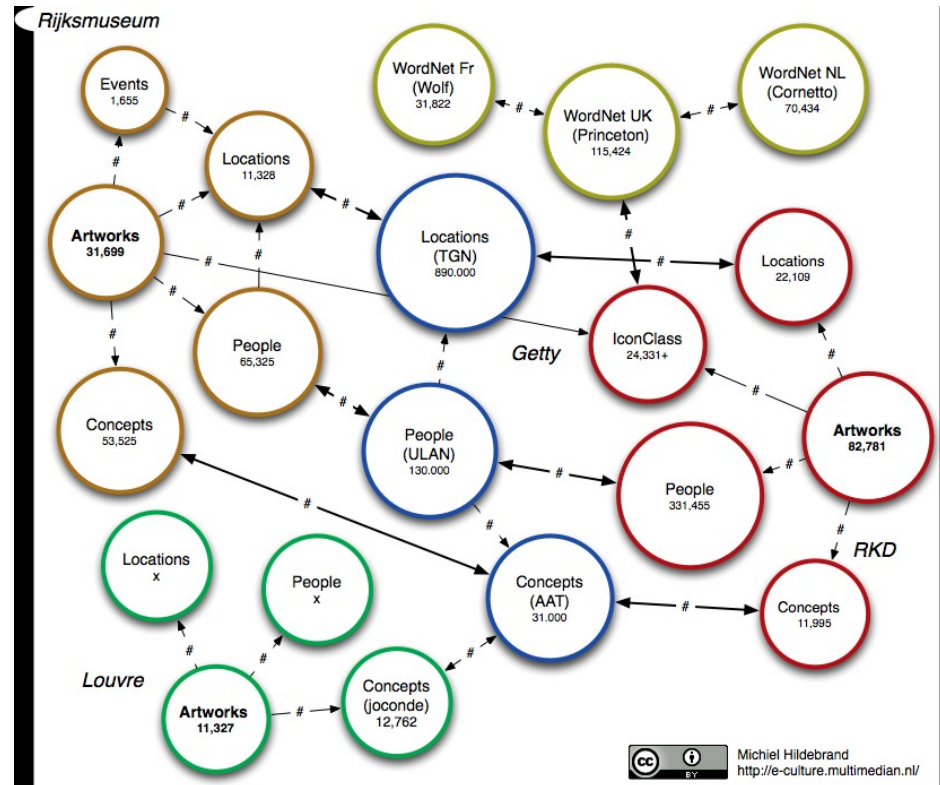 Rijksmuseum
Events
1,655
WordNet Fr
(Wolf)
31,822
WordNet UK
(Princeton)
115,424
WordNet NL
(Cornetto)
70,434
#
#
#
#
Locations
11,328
#
#
Artworks
31,699
#
#
#
#
#
Locations
(TGN)
890.000
#
#
Locations
22,109
People
65,325
Getty
IconClass
24,331+
#
#
#
#
Concepts
53,525
People
(ULAN)
130.000
#
People
331,455
#
Artworks
82,781
#
#
#
RKD
Locations
x
People
x
Concepts
(AAT)
31.000
#
Concepts
11,995
#
#
#
Louvre
Artworks
11,327
#
Concepts
(joconde)
12,762
cc
BY
Michiel Hildebrand
http://e-culture.multimedian.nl/